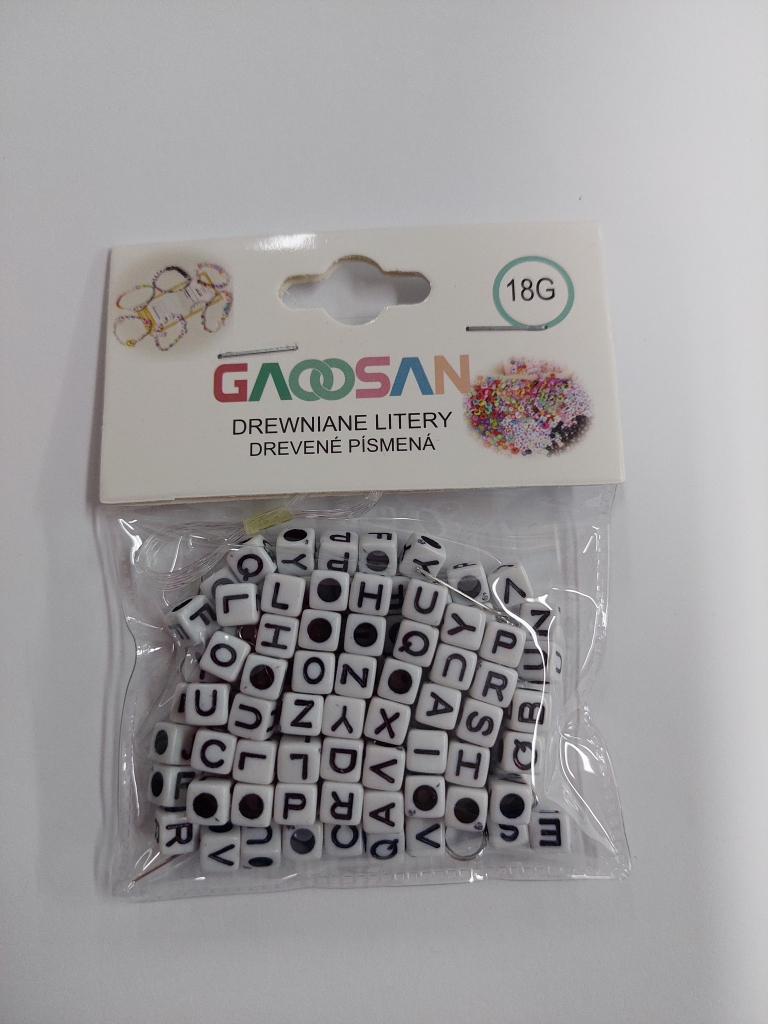 18G
GAOOSAN
DREWNIANE LITERY
DREVENÉ PÍSMENÁ
Q Y F Y
L L H U Y P Z
F H Q
O O N C R N
U U Z Y X A S B
C L L D V I H Q
F P R A
R V U O Q V S E